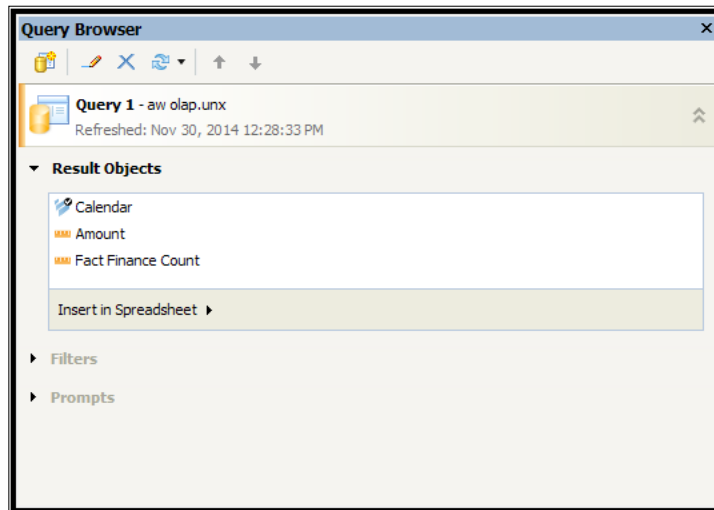 Query Browser
Query 1 - aw olap.unx
Refreshed: Nov 30, 2014 12:28:33 PM
Result Objects
Calendar
Amount
Fact Finance Count
Insert in Spreadsheet
Filters
Prompts